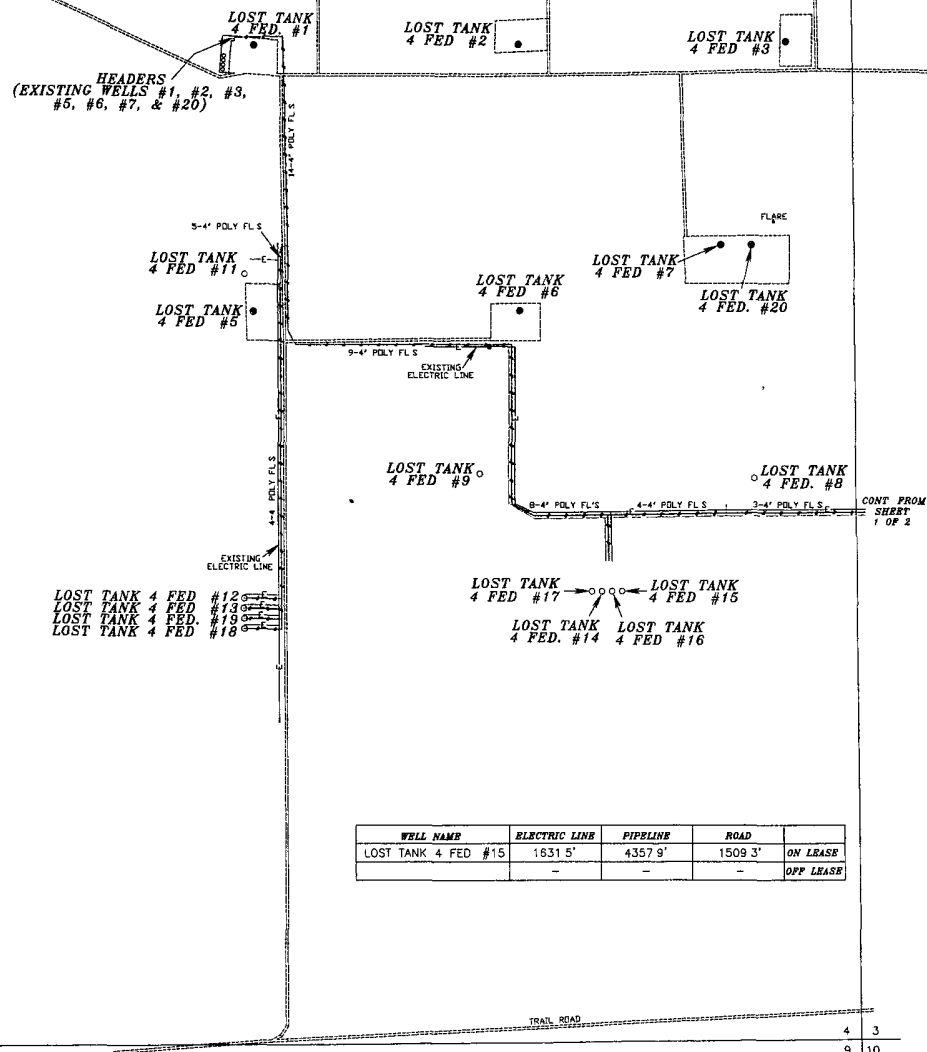 LOST TANK
4 FED. #1
LOST TANK
4 FED #2
LOST TANK
4 FED #3
HEADERS
(EXISTING WELLS #1, #2, #3,
#5, #6, #7, & #20)
14-4" POLY FL S
5-4" POLY FL S
E
LOST TANK
4 FED #11
LOST TANK
4 FED #5
LOST TANK
4 FED #6
FLARE
LOST TANK
4 FED #7
LOST TANK
4 FED. #20
9-4" POLY FL S
E
EXISTING
ELECTRIC LINE
4-4 POLY FL S
LOST TANK
4 FED #9
LOST TANK
4 FED. #8
8-4" POLY FL'S
4-4" POLY FL S
3-4" POLY FL S
CONT FROM
SHEET
1 OF 2
EXISTING
ELECTRIC LINE
LOST TANK 4 FED #12
LOST TANK 4 FED #13
LOST TANK 4 FED. #19
LOST TANK 4 FED #18
LOST TANK
4 FED #17
LOST TANK
4 FED #15
LOST TANK
4 FED. #14
LOST TANK
4 FED #16
WELL NAME ELECTRIC LINE PIPELINE ROAD
LOST TANK 4 FED #15 1631 5' 4357 9' 1509 3' ON LEASE
- - - OFF LEASE
TRAIL ROAD
4 3
9 10